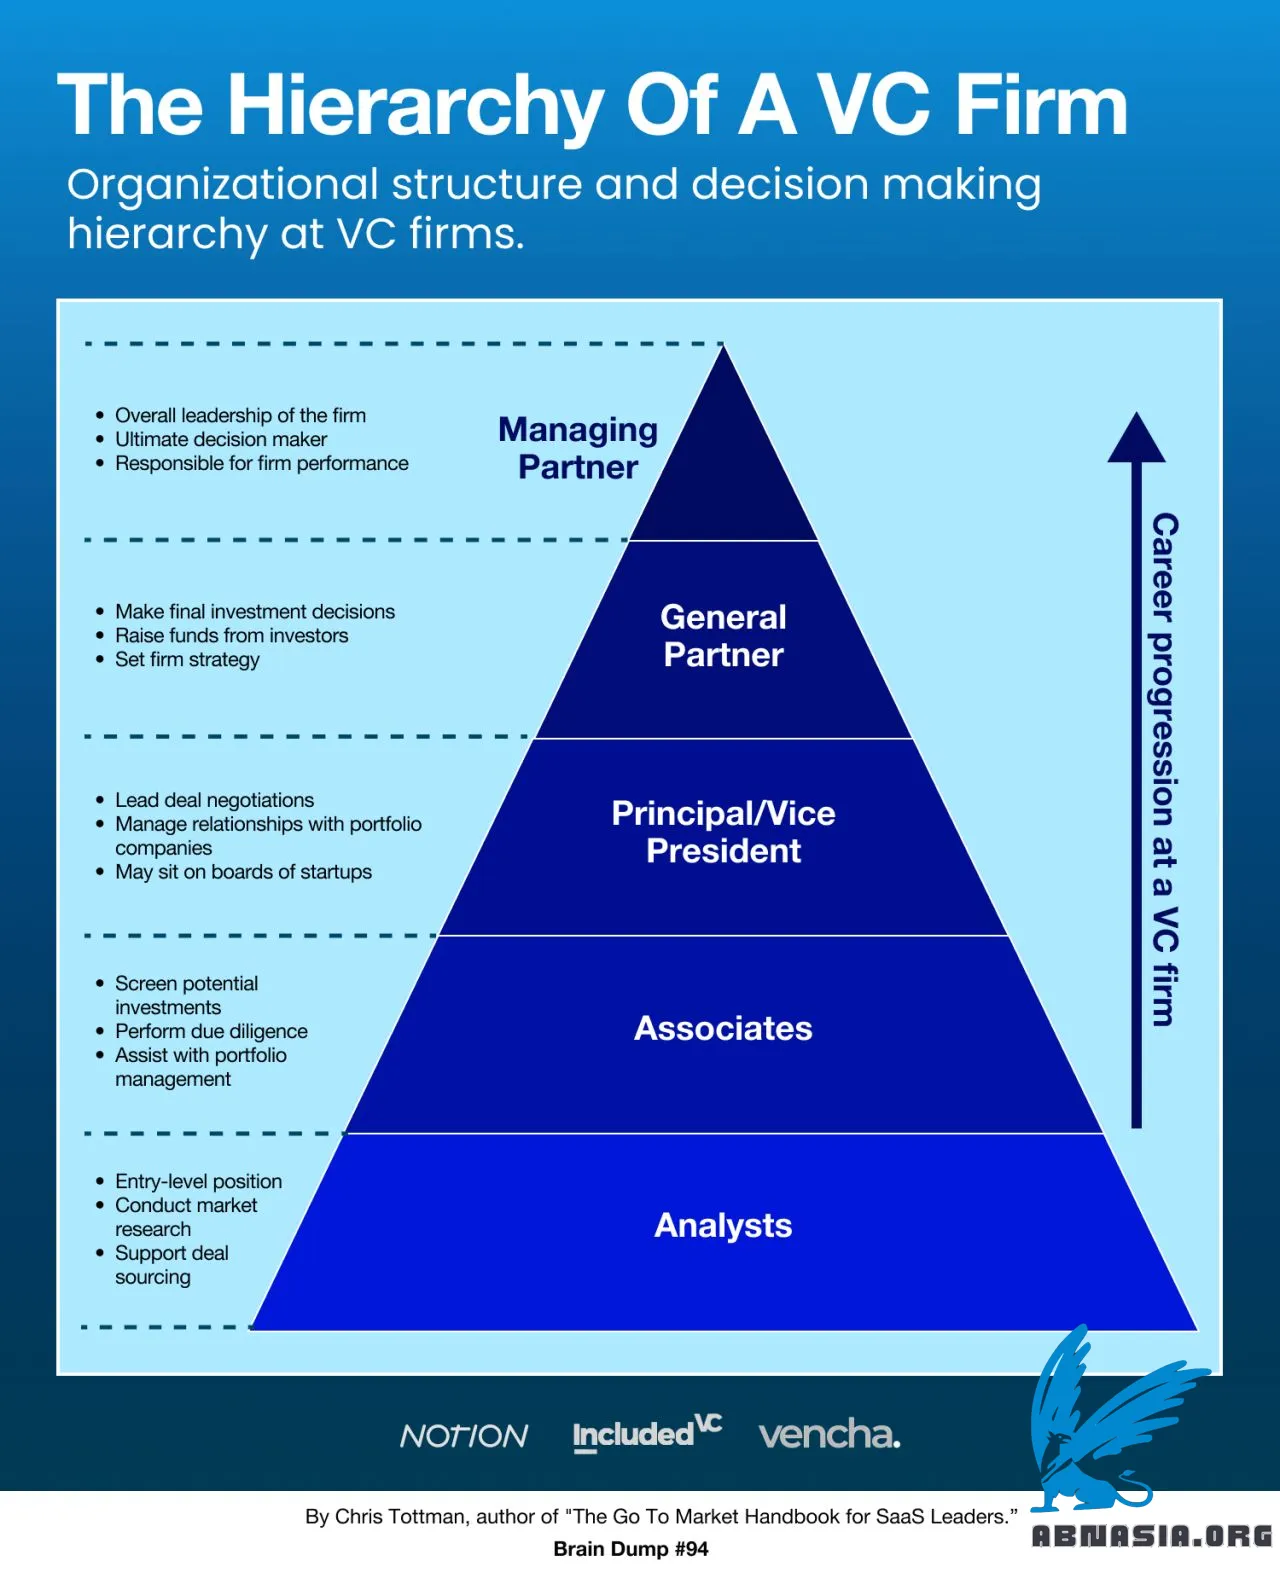 The Hierarchy Of A VC Firm
Organizational structure and decision making
hierarchy at VC firms.
• Overall leadership of the firm
• Ultimate decision maker
• Responsible for firm performance
Managing
Partner
• Make final investment decisions
• Raise funds from investors
• Set firm strategy
General
Partner
• Lead deal negotiations
• Manage relationships with portfolio
companies
• May sit on boards of startups
Principal/Vice
President
• Screen potential
investments
• Perform due diligence
• Assist with portfolio
management
Associates
• Entry-level position
• Conduct market
research
• Support deal
sourcing
Analysts
Career progression at a VC firm
NOTION
Included VC
vencha.
By Chris Tottman, author of "The Go To Market Handbook for SaaS Leaders.”
Brain Dump #94
ABNASIA.ORG